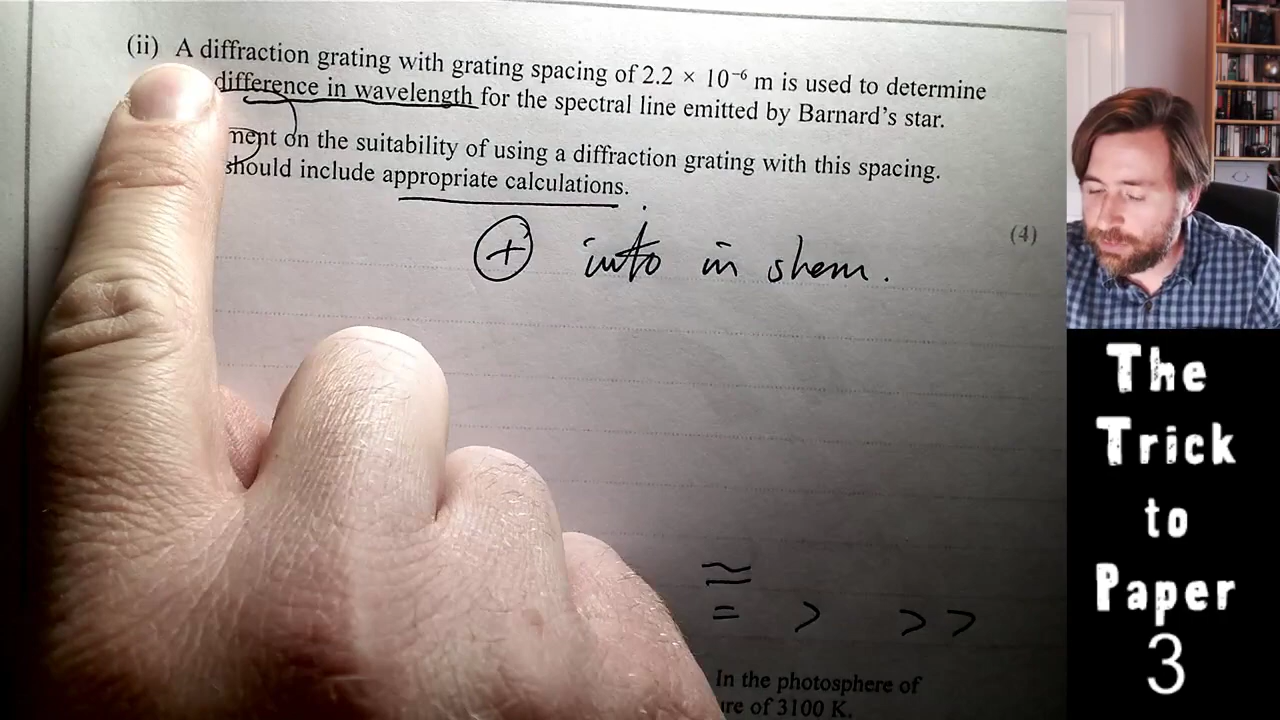 (ii) A diffraction grating with grating spacing of 2.2 × 10⁻⁶ m is used to determine
difference in wavelength for the spectral line emitted by Barnard's star.
ment on the suitability of using a diffraction grating with this spacing.
should include appropriate calculations.
(4)
+ info in stem.
≅
= > >>
In the photosphere of
ure of 3100 K.
The
Trick
to
Paper
3